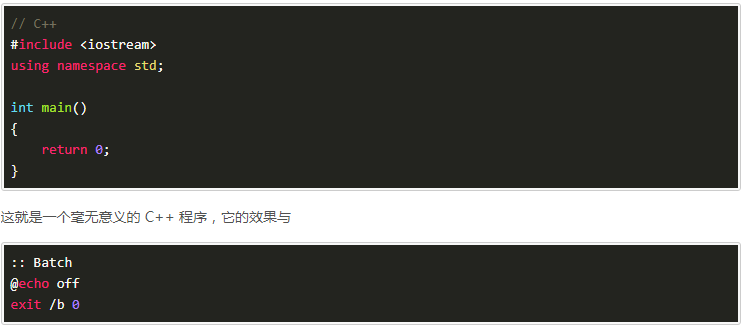 // C++
#include <iostream>
using namespace std;
int main()
{
    return 0;
}
这就是一个毫无意义的 C++ 程序，它的效果与
:: Batch
@echo off
exit /b 0